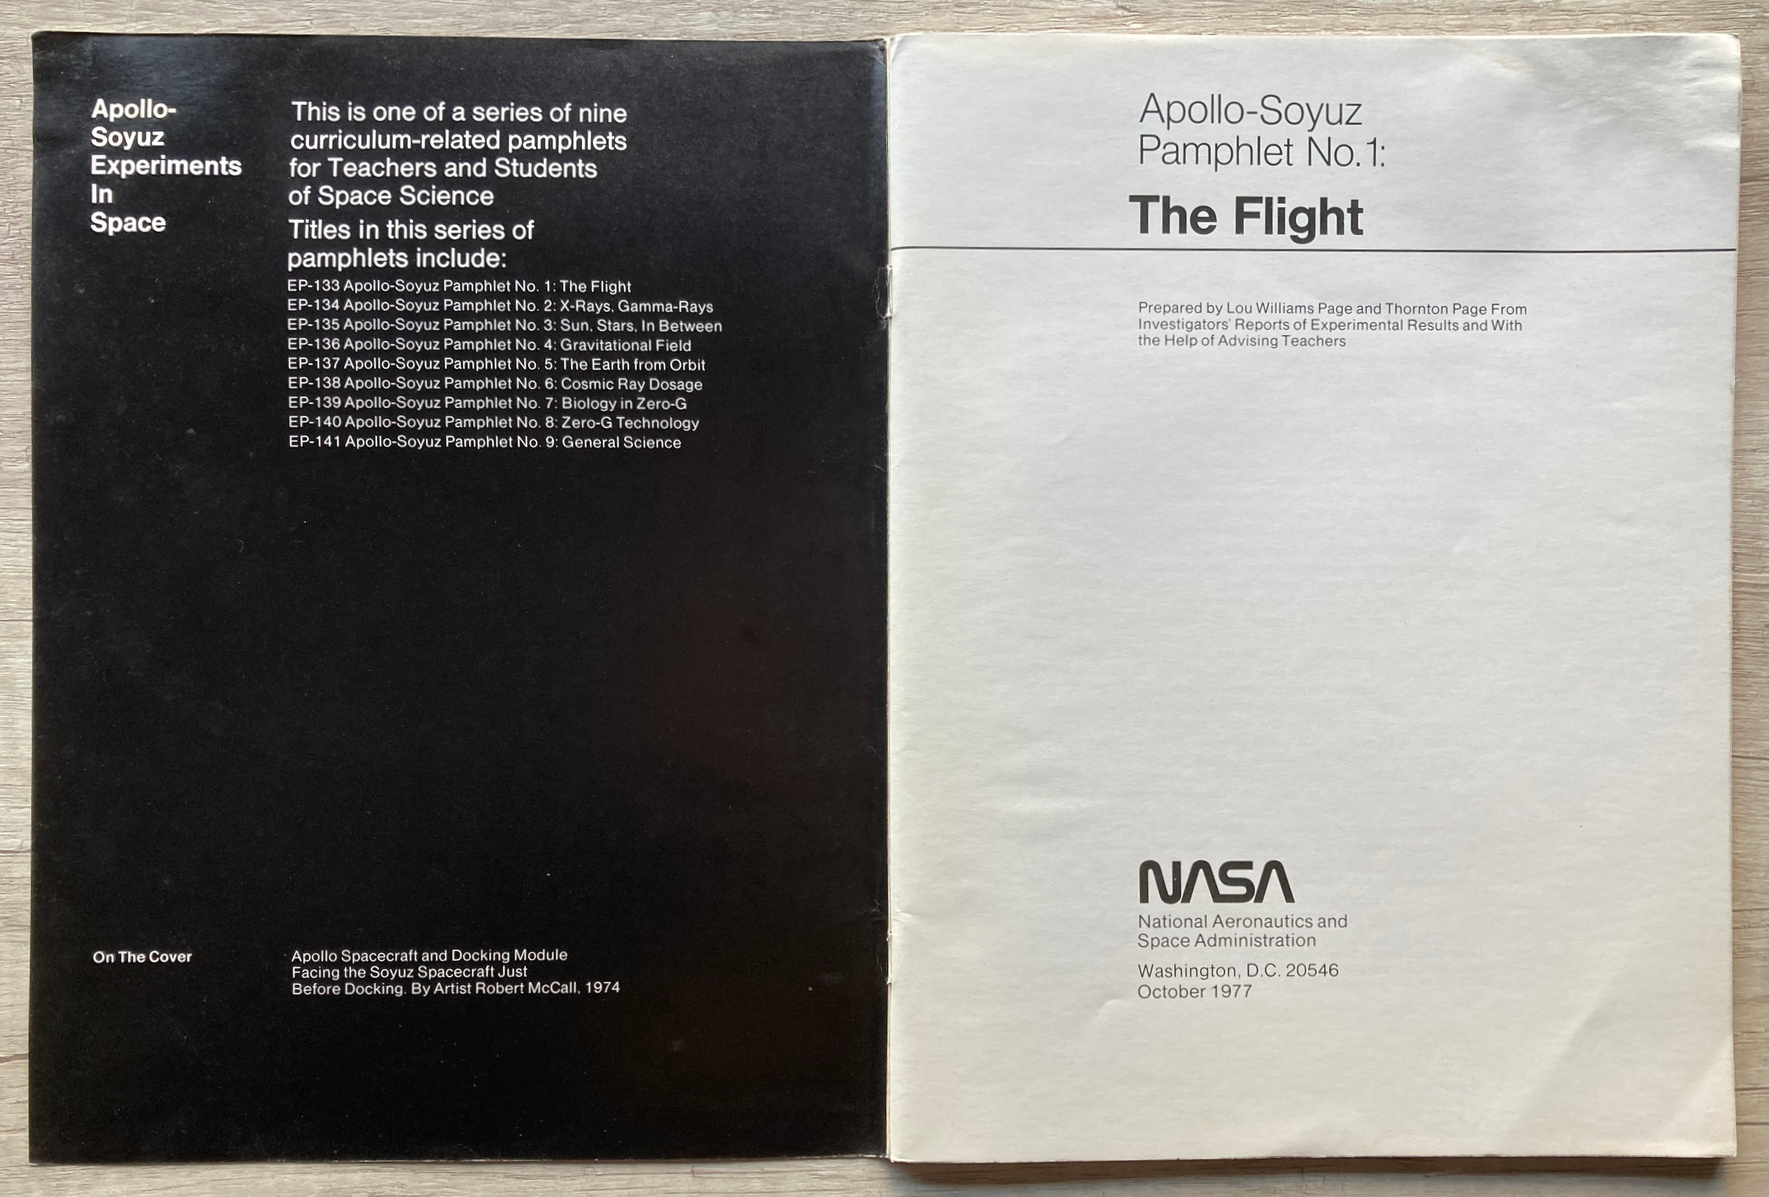 Apollo-
Soyuz
Experiments
In
Space
This is one of a series of nine
curriculum-related pamphlets
for Teachers and Students
of Space Science
Titles in this series of
pamphlets include:
EP-133 Apollo-Soyuz Pamphlet No. 1: The Flight
EP-134 Apollo-Soyuz Pamphlet No. 2: X-Rays, Gamma-Rays
EP-135 Apollo-Soyuz Pamphlet No. 3: Sun, Stars, In Between
EP-136 Apollo-Soyuz Pamphlet No. 4: Gravitational Field
EP-137 Apollo-Soyuz Pamphlet No. 5: The Earth from Orbit
EP-138 Apollo-Soyuz Pamphlet No. 6: Cosmic Ray Dosage
EP-139 Apollo-Soyuz Pamphlet No. 7: Biology in Zero-G
EP-140 Apollo-Soyuz Pamphlet No. 8: Zero-G Technology
EP-141 Apollo-Soyuz Pamphlet No. 9: General Science
On The Cover
Apollo Spacecraft and Docking Module
Facing the Soyuz Spacecraft Just
Before Docking. By Artist Robert McCall, 1974
Apollo-Soyuz
Pamphlet No. 1:
The Flight
Prepared by Lou Williams Page and Thornton Page From
Investigators' Reports of Experimental Results and With
the Help of Advising Teachers
NASA
National Aeronautics and
Space Administration
Washington, D.C. 20546
October 1977